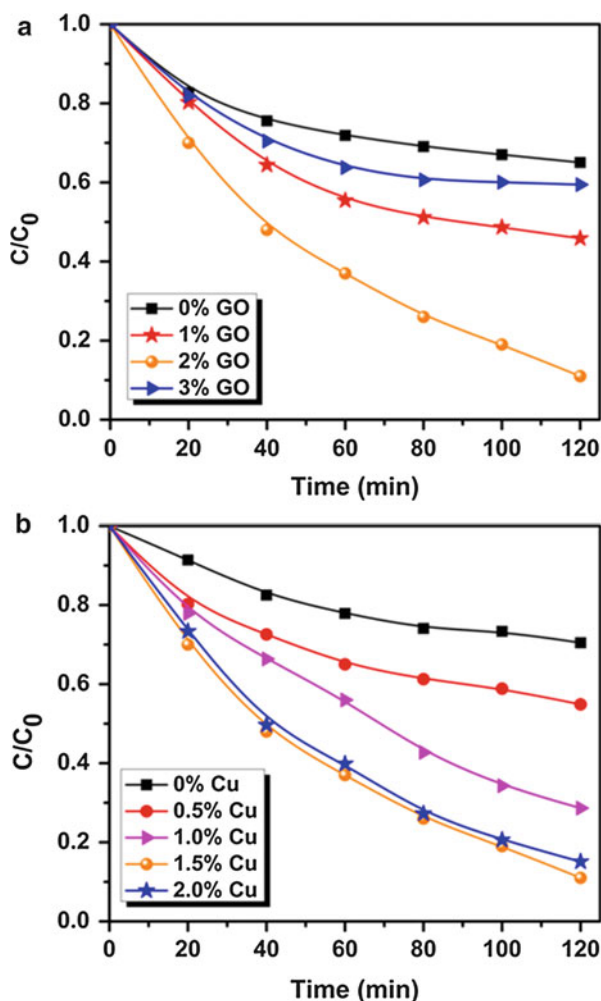 a
1.0
0.8
0.6
0.4
0.2
0.0
C/C0
0% GO
1% GO
2% GO
3% GO
0 20 40 60 80 100 120
Time (min)
b
1.0
0.8
0.6
0.4
0.2
0.0
C/C0
0% Cu
0.5% Cu
1.0% Cu
1.5% Cu
2.0% Cu
0 20 40 60 80 100 120
Time (min)